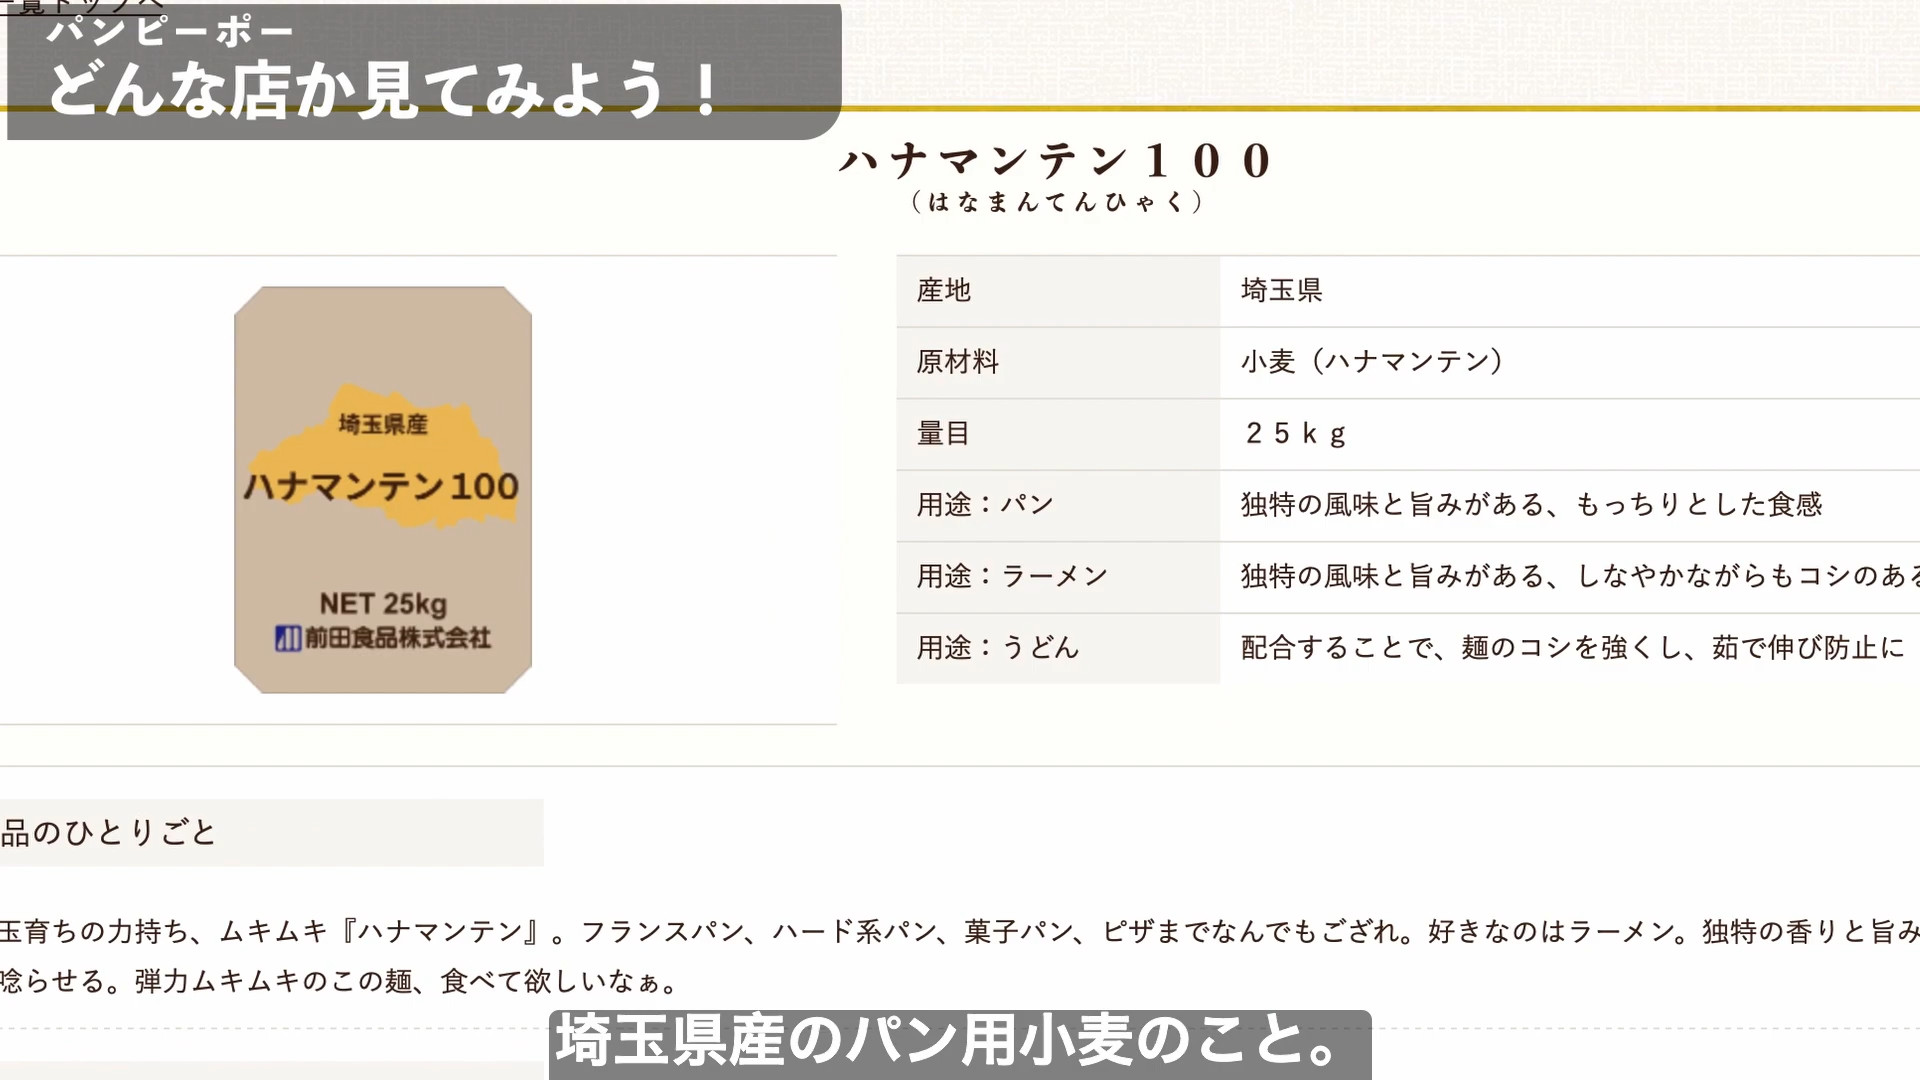 一覧トップへ
パンピーポー
どんな店か見てみよう！
ハナマンテン１００
（はなまんてんひゃく）
埼玉県産
ハナマンテン100
NET 25kg
前田食品株式会社
産地 埼玉県
原材料 小麦（ハナマンテン）
量目 ２５ｋｇ
用途：パン 独特の風味と旨みがある、もっちりとした食感
用途：ラーメン 独特の風味と旨みがある、しなやかながらもコシのある
用途：うどん 配合することで、麺のコシを強くし、茹で伸び防止に
品のひとりごと
玉育ちの力持ち、ムキムキ『ハナマンテン』。フランスパン、ハード系パン、菓子パン、ピザまでなんでもござれ。好きなのはラーメン。独特の香りと旨み
唸らせる。弾力ムキムキのこの麺、食べて欲しいなぁ。
埼玉県産のパン用小麦のこと。